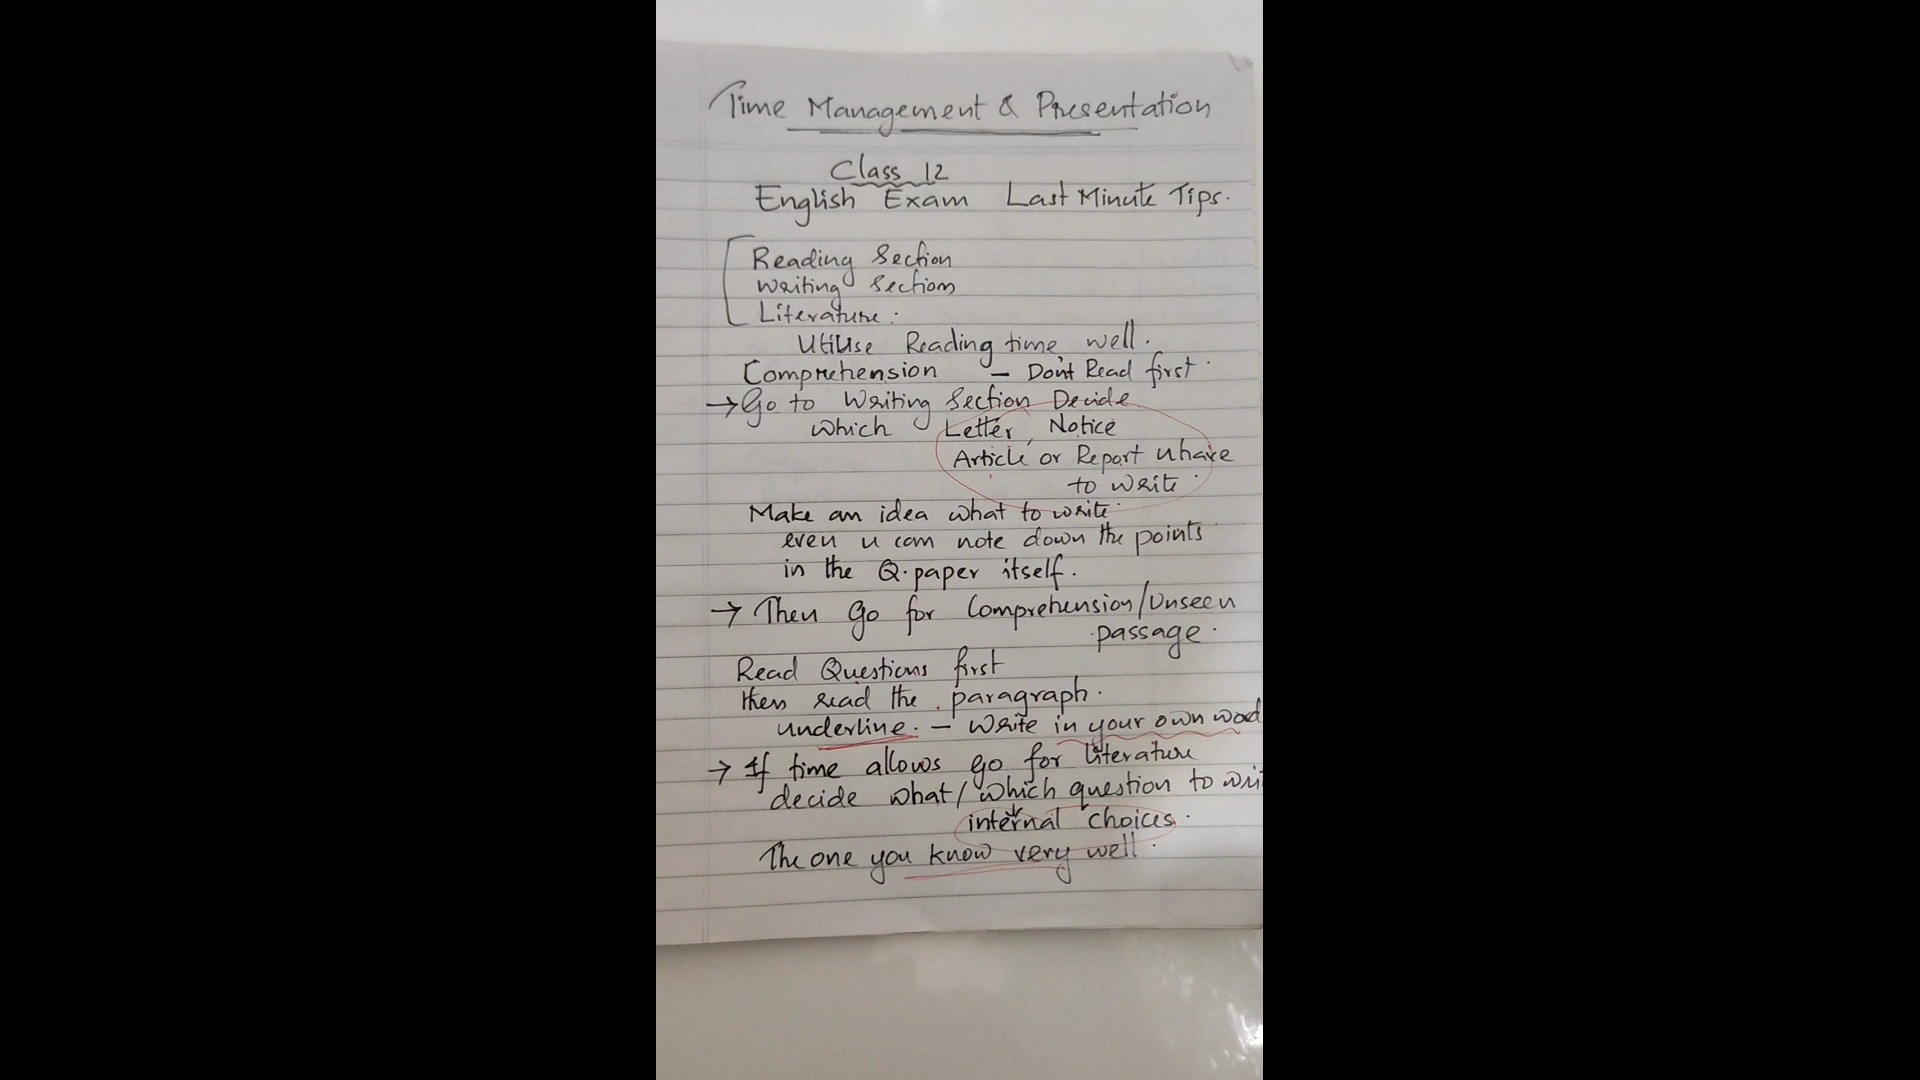 Time Management & Presentation
Class 12
English Exam Last Minute Tips.
Reading Section
Writing Section
Literature:
Utilise Reading time well.
Comprehension - Don't Read first.
→ Go to Writing Section Decide
which Letter, Notice
Article or Report u have
to write.
Make an idea what to write.
even u can note down the points
in the Q.paper itself.
→ Then Go for Comprehension/Unseen
passage.
Read Questions first
then read the paragraph.
underline. - Write in your own word
→ If time allows go for literature
decide what/which question to wri
internal choices.
The one you know very well.